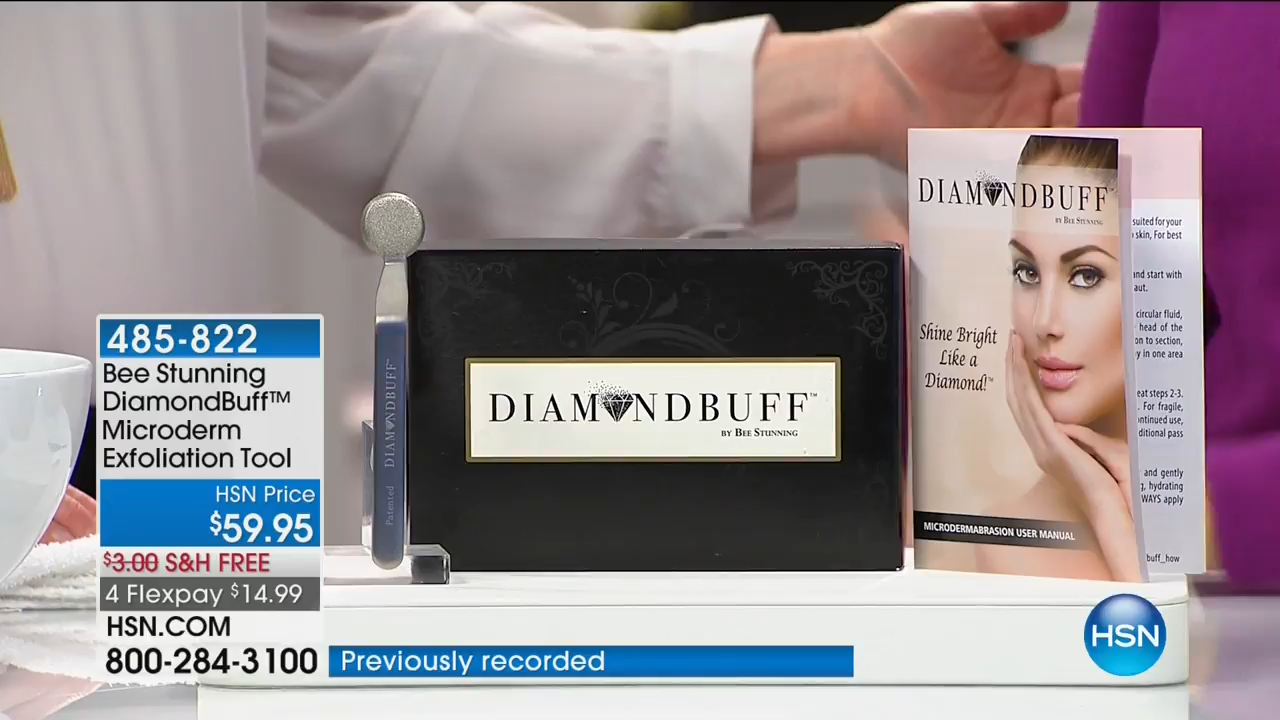 485-822
Bee Stunning
DiamondBuff™
Microderm
Exfoliation Tool
HSN Price
$59.95
$3.00 S&H FREE
4 Flexpay $14.99
HSN.COM
800-284-3100
Previously recorded
Patented DIAMONDBUFF
DIAMONDBUFF™
BY BEE STUNNING
DIAMONDBUFF
BY BEE STUNNING
Shine Bright
Like a
Diamond!™
MICRODERMABRASION USER MANUAL
suited for your
skin, For best
and start with
circular fluid,
head of the
on to section,
y in one area
eat steps 2-3.
For fragile,
ditional pass
and gently
hydrating
WAYS apply
buff_how
HSN